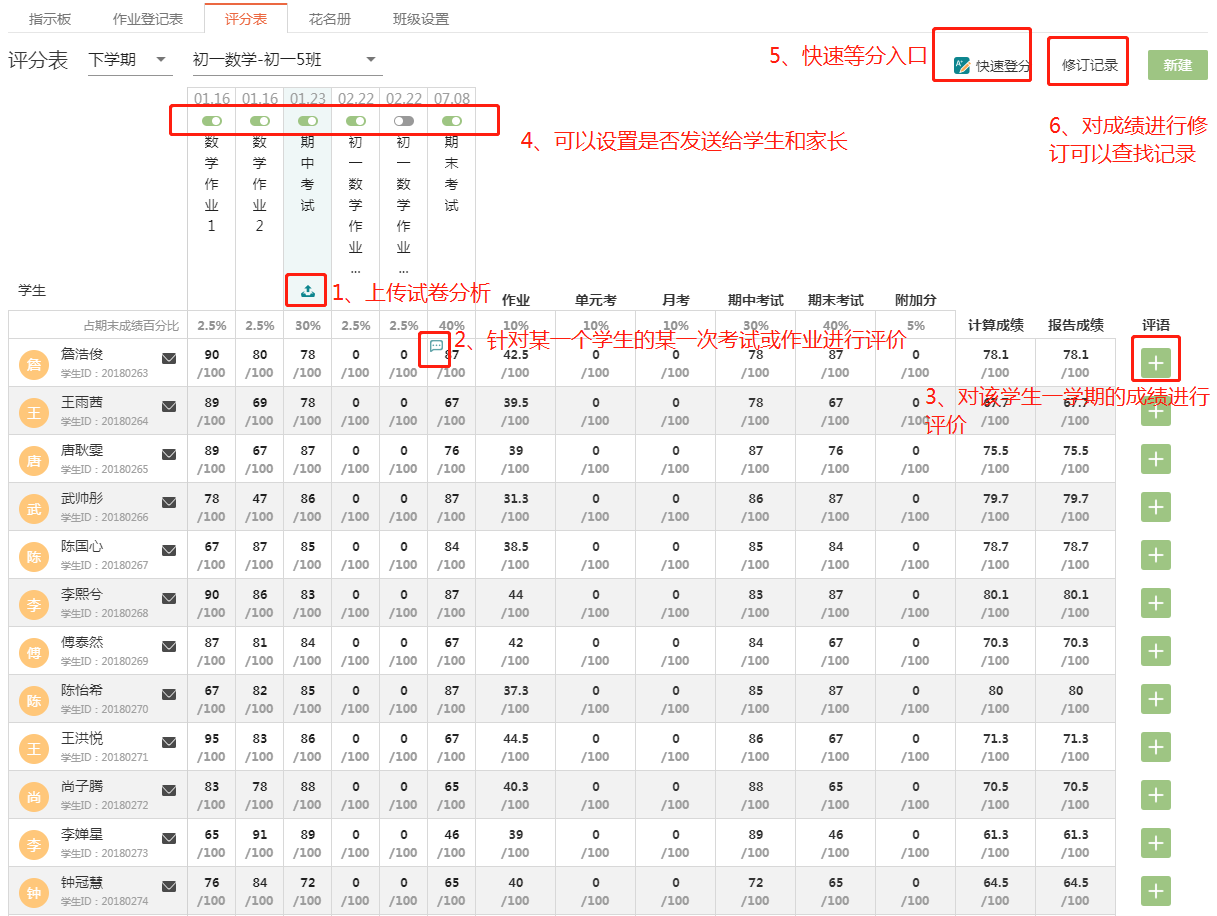 指示板 作业登记表 评分表 花名册 班级设置
评分表 下学期 初一数学-初一5班 5、快速等分入口 快速登分 修订记录 新建
01.16 01.16 01.23 02.22 02.22 07.08
4、可以设置是否发送给学生和家长
6、对成绩进行修
订可以查找记录
数学作业1
数学作业2
期中考试
初一数学作业...
初一数学作业...
期末考试
学生 1、上传试卷分析 作业 单元考 月考 期中考试 期末考试 附加分 计算成绩 报告成绩 评语
占期末成绩百分比 2.5% 2.5% 30% 2.5% 2.5% 40% 10% 10% 10% 30% 40% 5%
2、针对某一个学生的某一次考试或作业进行评价
詹 詹浩俊 90 80 78 0 0 87 42.5 0 0 78 87 0 78.1 78.1
学生ID：20180263 /100 /100 /100 /100 /100 /100 /100 /100 /100 /100 /100 /100 /100 /100
3、对该学生一学期的成绩进行
评价
王 王雨茜 89 69 78 0 0 67 39.5 0 0 78 67 0 67.7 67.7
学生ID：20180264 /100 /100 /100 /100 /100 /100 /100 /100 /100 /100 /100 /100 /100 /100
唐 唐耿雯 89 67 87 0 0 76 39 0 0 87 76 0 75.5 75.5
学生ID：20180265 /100 /100 /100 /100 /100 /100 /100 /100 /100 /100 /100 /100 /100 /100
武 武帅彤 78 47 86 0 0 87 31.3 0 0 86 87 0 79.7 79.7
学生ID：20180266 /100 /100 /100 /100 /100 /100 /100 /100 /100 /100 /100 /100 /100 /100
陈 陈国心 67 87 85 0 0 84 38.5 0 0 85 84 0 78.7 78.7
学生ID：20180267 /100 /100 /100 /100 /100 /100 /100 /100 /100 /100 /100 /100 /100 /100
李 李熙兮 90 86 83 0 0 87 44 0 0 83 87 0 80.1 80.1
学生ID：20180268 /100 /100 /100 /100 /100 /100 /100 /100 /100 /100 /100 /100 /100 /100
傅 傅泰然 87 81 84 0 0 67 42 0 0 84 67 0 70.3 70.3
学生ID：20180269 /100 /100 /100 /100 /100 /100 /100 /100 /100 /100 /100 /100 /100 /100
陈 陈怡希 67 82 85 0 0 87 37.3 0 0 85 87 0 80 80
学生ID：20180270 /100 /100 /100 /100 /100 /100 /100 /100 /100 /100 /100 /100 /100 /100
王 王洪悦 95 83 86 0 0 67 44.5 0 0 86 67 0 71.3 71.3
学生ID：20180271 /100 /100 /100 /100 /100 /100 /100 /100 /100 /100 /100 /100 /100 /100
尚 尚子腾 83 78 88 0 0 65 40.3 0 0 88 65 0 70.5 70.5
学生ID：20180272 /100 /100 /100 /100 /100 /100 /100 /100 /100 /100 /100 /100 /100 /100
李 李婵星 65 91 89 0 0 46 39 0 0 89 46 0 61.3 61.3
学生ID：20180273 /100 /100 /100 /100 /100 /100 /100 /100 /100 /100 /100 /100 /100 /100
钟 钟冠慧 76 84 72 0 0 65 40 0 0 72 65 0 64.5 64.5
学生ID：20180274 /100 /100 /100 /100 /100 /100 /100 /100 /100 /100 /100 /100 /100 /100